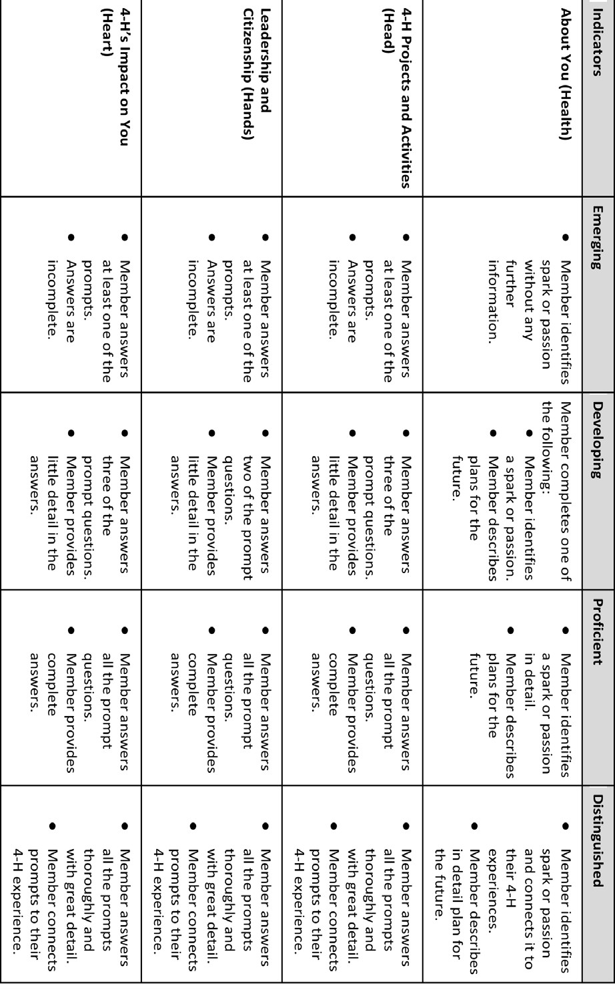 Indicators
Emerging
Developing
Proficient
Distinguished
About You (Health)
● Member identifies
spark or passion
without any
further
information.
Member completes one of
the following:
● Member identifies
a spark or passion.
● Member describes
plans for the
future.
● Member identifies
a spark or passion
in detail.
● Member describes
plans for the
future.
● Member identifies
spark or passion
and connects it to
their 4-H
experiences.
● Member describes
in detail plan for
the future.
4-H Projects and Activities
(Head)
● Member answers
at least one of the
prompts.
● Answers are
incomplete.
● Member answers
three of the
prompt questions.
● Member provides
little detail in the
answers.
● Member answers
all the prompt
questions.
● Member provides
complete
answers.
● Member answers
all the prompts
thoroughly and
with great detail.
● Member connects
prompts to their
4-H experience.
Leadership and
Citizenship (Hands)
● Member answers
at least one of the
prompts.
● Answers are
incomplete.
● Member answers
two of the prompt
questions.
● Member provides
little detail in the
answers.
● Member answers
all the prompt
questions.
● Member provides
complete
answers.
● Member answers
all the prompts
thoroughly and
with great detail.
● Member connects
prompts to their
4-H experience.
4-H’s Impact on You
(Heart)
● Member answers
at least one of the
prompts.
● Answers are
incomplete.
● Member answers
three of the
prompt questions.
● Member provides
little detail in the
answers.
● Member answers
all the prompt
questions.
● Member provides
complete
answers.
● Member answers
all the prompts
thoroughly and
with great detail.
● Member connects
prompts to their
4-H experience.